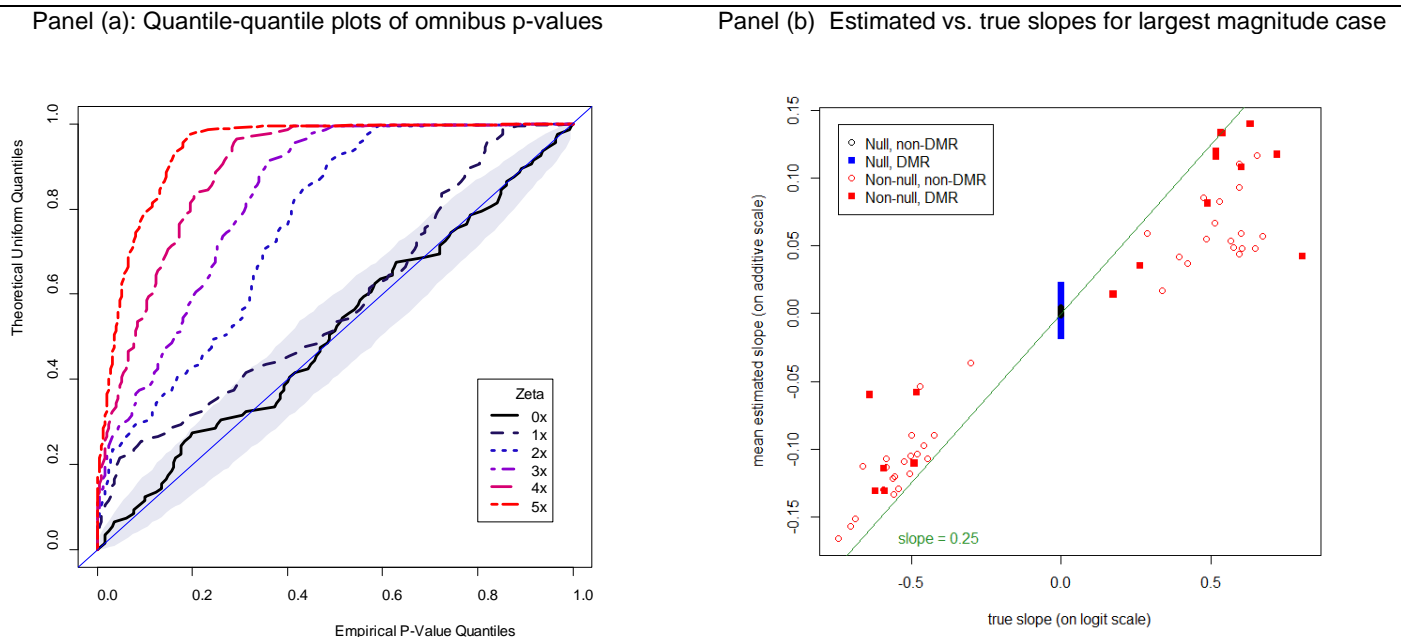 Panel (a): Quantile-quantile plots of omnibus p-values
Panel (b)  Estimated vs. true slopes for largest magnitude case
Theoretical Uniform Quantiles
1.0
0.8
0.6
0.4
0.2
0.0
Zeta
0x
1x
2x
3x
4x
5x
0.0 0.2 0.4 0.6 0.8 1.0
Empirical P-Value Quantiles
mean estimated slope (on additive scale)
0.15
0.10
0.05
0.00
-0.05
-0.10
-0.15
Null, non-DMR
Null, DMR
Non-null, non-DMR
Non-null, DMR
slope = 0.25
-0.5 0.0 0.5
true slope (on logit scale)